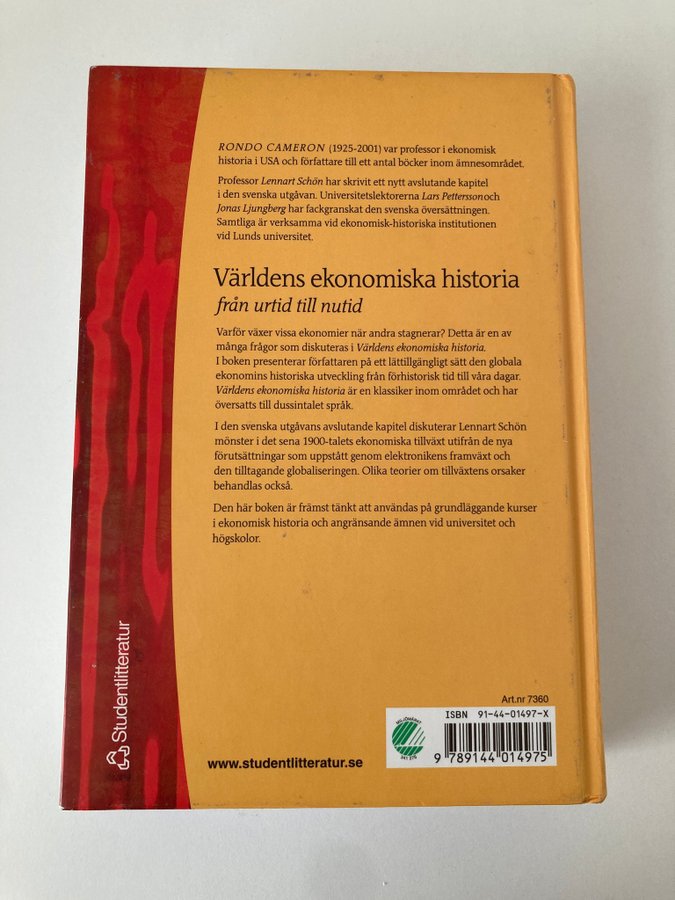 RONDO CAMERON (1925-2001) var professor i ekonomisk
historia i USA och författare till ett antal böcker inom ämnesområdet.
Professor Lennart Schön har skrivit ett nytt avslutande kapitel
i den svenska utgåvan. Universitetslektorerna Lars Petterssonoch
Jonas Ljungberg har fackgranskat den svenska översättningen.
Samtliga är verksamma vid ekonomisk-historiska institutionen
vid Lunds universitet.
Världens ekonomiska historia
från urtid till nutid
Varför växer vissa ekonomier när andra stagnerar? Detta är en av
många frågor som diskuteras i Världens ekonomiska historia.
I boken presenterar författaren på ett lättillgängligt sätt den globala
ekonomins historiska utveckling från förhistorisk tid till våra dagar.
Världens ekonomiska historia är en klassiker inom området och har
översatts till dussintalet språk.
I den svenska utgåvans avslutande kapitel diskuterar Lennart Schön
mönster i det sena 1900-talets ekonomiska tillväxt utifrån de nya
förutsättningar som uppstått genom elektronikens framväxt och
den tilltagande globaliseringen. Olika teorier om tillväxtens orsaker
behandlas också.
Den här boken är främst tänkt att användas på grundläggande kurser
i ekonomisk historia och angränsande ämnen vid universitet och
högskolor.
Studentlitteratur
www.studentlitteratur.se
MILJÖMÄRKT
341 279
Art.nr 7360
ISBN 91-44-01497-X
9 789144 014975